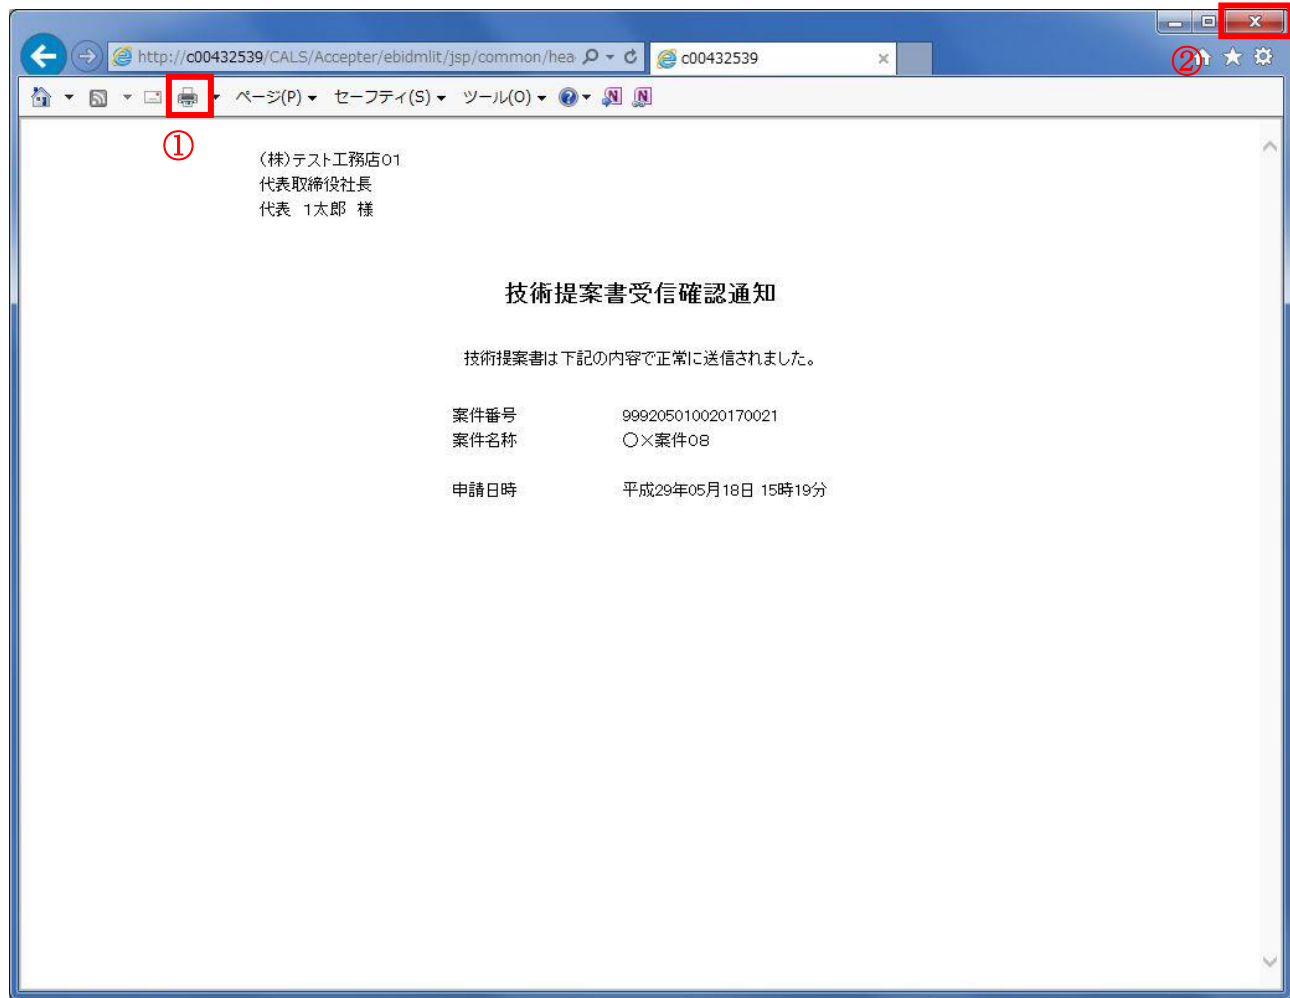 x
http://c00432539/CALS/Accepter/ebidmlit/jsp/common/hea
c00432539
②
ページ(P) セーフティ(S) ツール(O)
①
(株)テスト工務店01
代表取締役社長
代表 1太郎 様
技術提案書受信確認通知
技術提案書は下記の内容で正常に送信されました。
案件番号 999205010020170021
案件名称 ○×案件08
申請日時 平成29年05月18日 15時19分